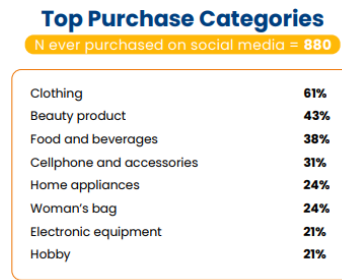 Top Purchase Categories
N ever purchased on social media = 880
Clothing 61%
Beauty product 43%
Food and beverages 38%
Cellphone and accessories 31%
Home appliances 24%
Woman's bag 24%
Electronic equipment 21%
Hobby 21%